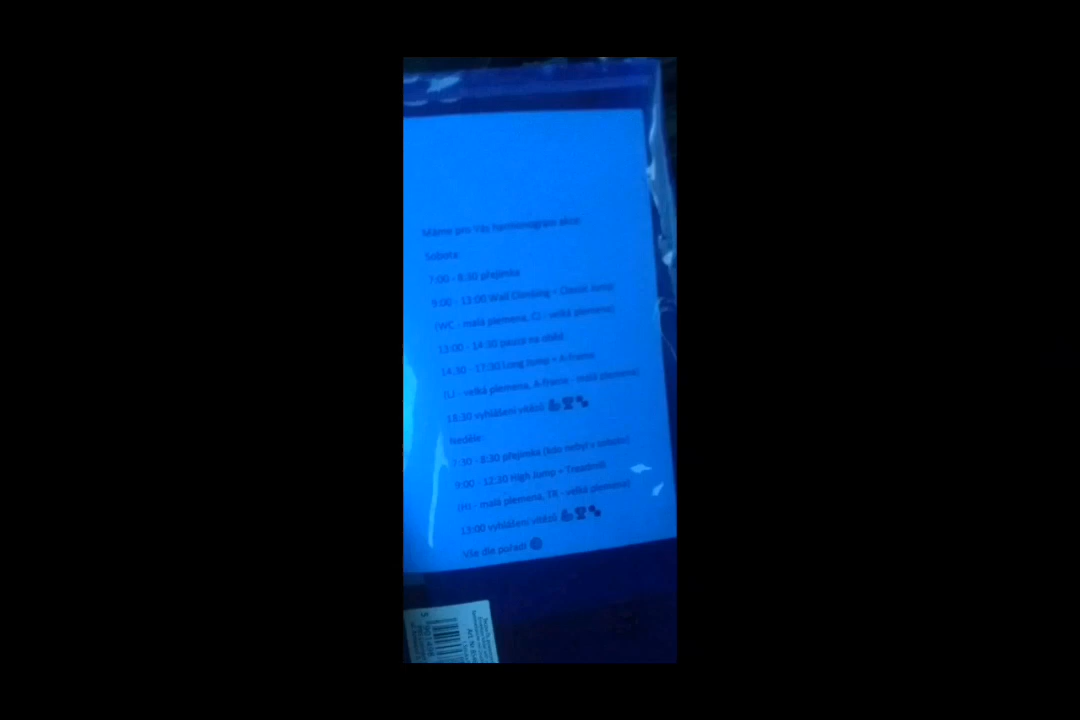 Máme pro Vás harmonogram akce:
Sobota:
7:00 - 8:30 přejímka
9:00 - 13:00 Wall Climbing + Classic Jump
(WC - malá plemena, CJ - velká plemena)
13:00 - 14:30 pauza na oběd
14:30 - 17:30 Long Jump + A-frame
(LJ - velká plemena, A-frame - malá plemena)
18:30 vyhlášení vítězů
Neděle:
7:30 - 8:30 přejímka (kdo nebyl v sobotu)
9:00 - 12:30 High Jump + Treadmill
(HJ - malá plemena, TR - velká plemena)
13:00 vyhlášení vítězů
Vše dle pořadí
Art. Nr.